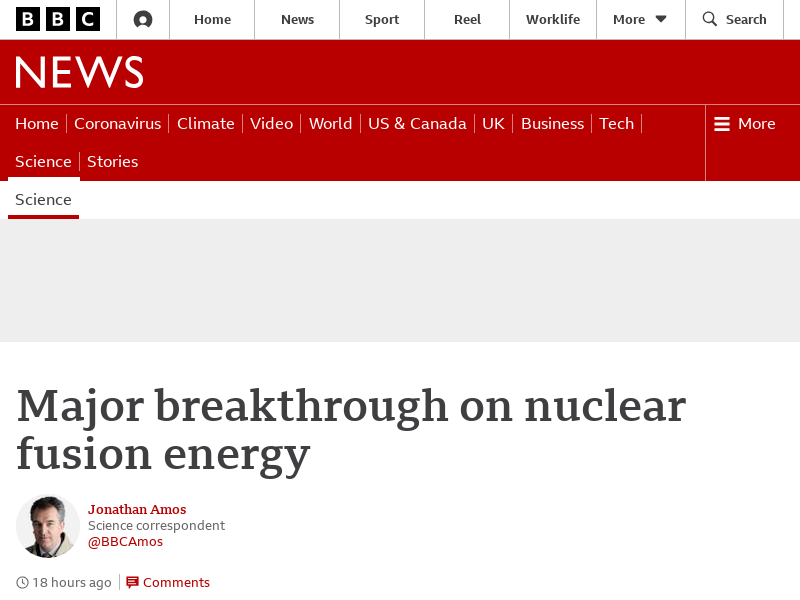 BBC Home News Sport Reel Worklife More Search
NEWS
Home Coronavirus Climate Video World US & Canada UK Business Tech More
Science Stories
Science
Major breakthrough on nuclear
fusion energy
Jonathan Amos
Science correspondent
@BBCAmos
18 hours ago Comments